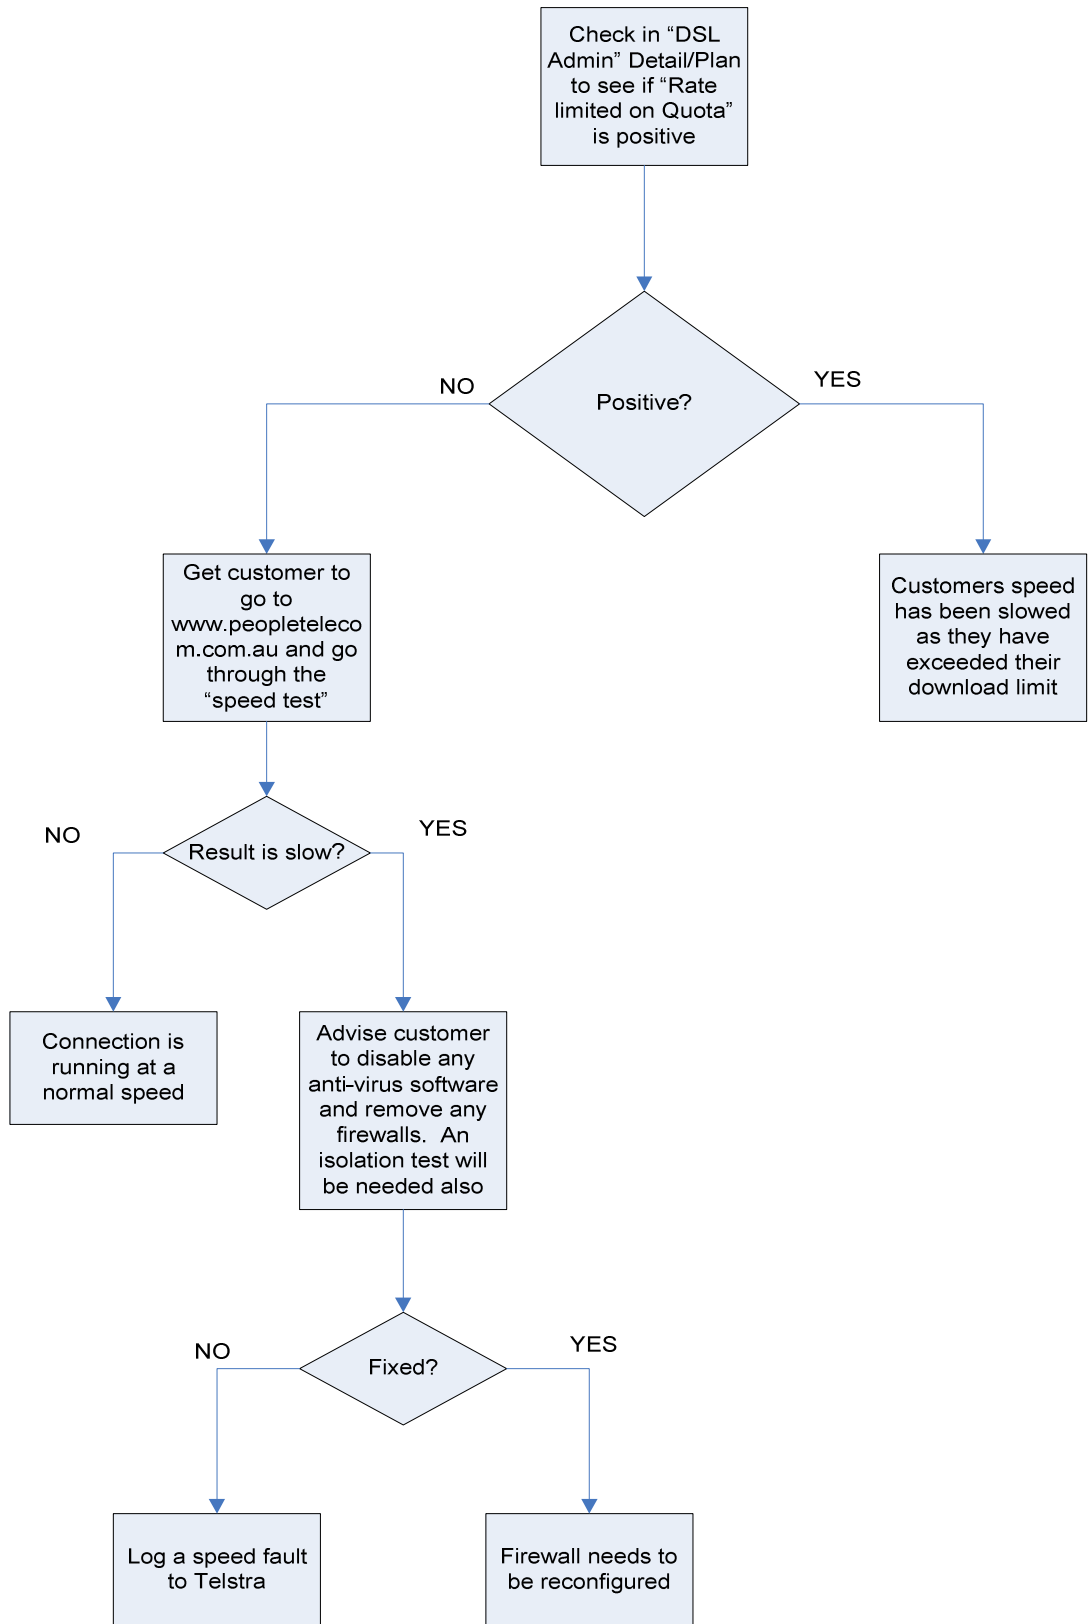 Check in “DSL
Admin” Detail/Plan
to see if “Rate
limited on Quota”
is positive
NO
YES
Positive?
Get customer to
go to
www.peopleteleco
m.com.au and go
through the
“speed test”
Customers speed
has been slowed
as they have
exceeded their
download limit
NO
YES
Result is slow?
Connection is
running at a
normal speed
Advise customer
to disable any
anti-virus software
and remove any
firewalls. An
isolation test will
be needed also
NO
YES
Fixed?
Log a speed fault
to Telstra
Firewall needs to
be reconfigured